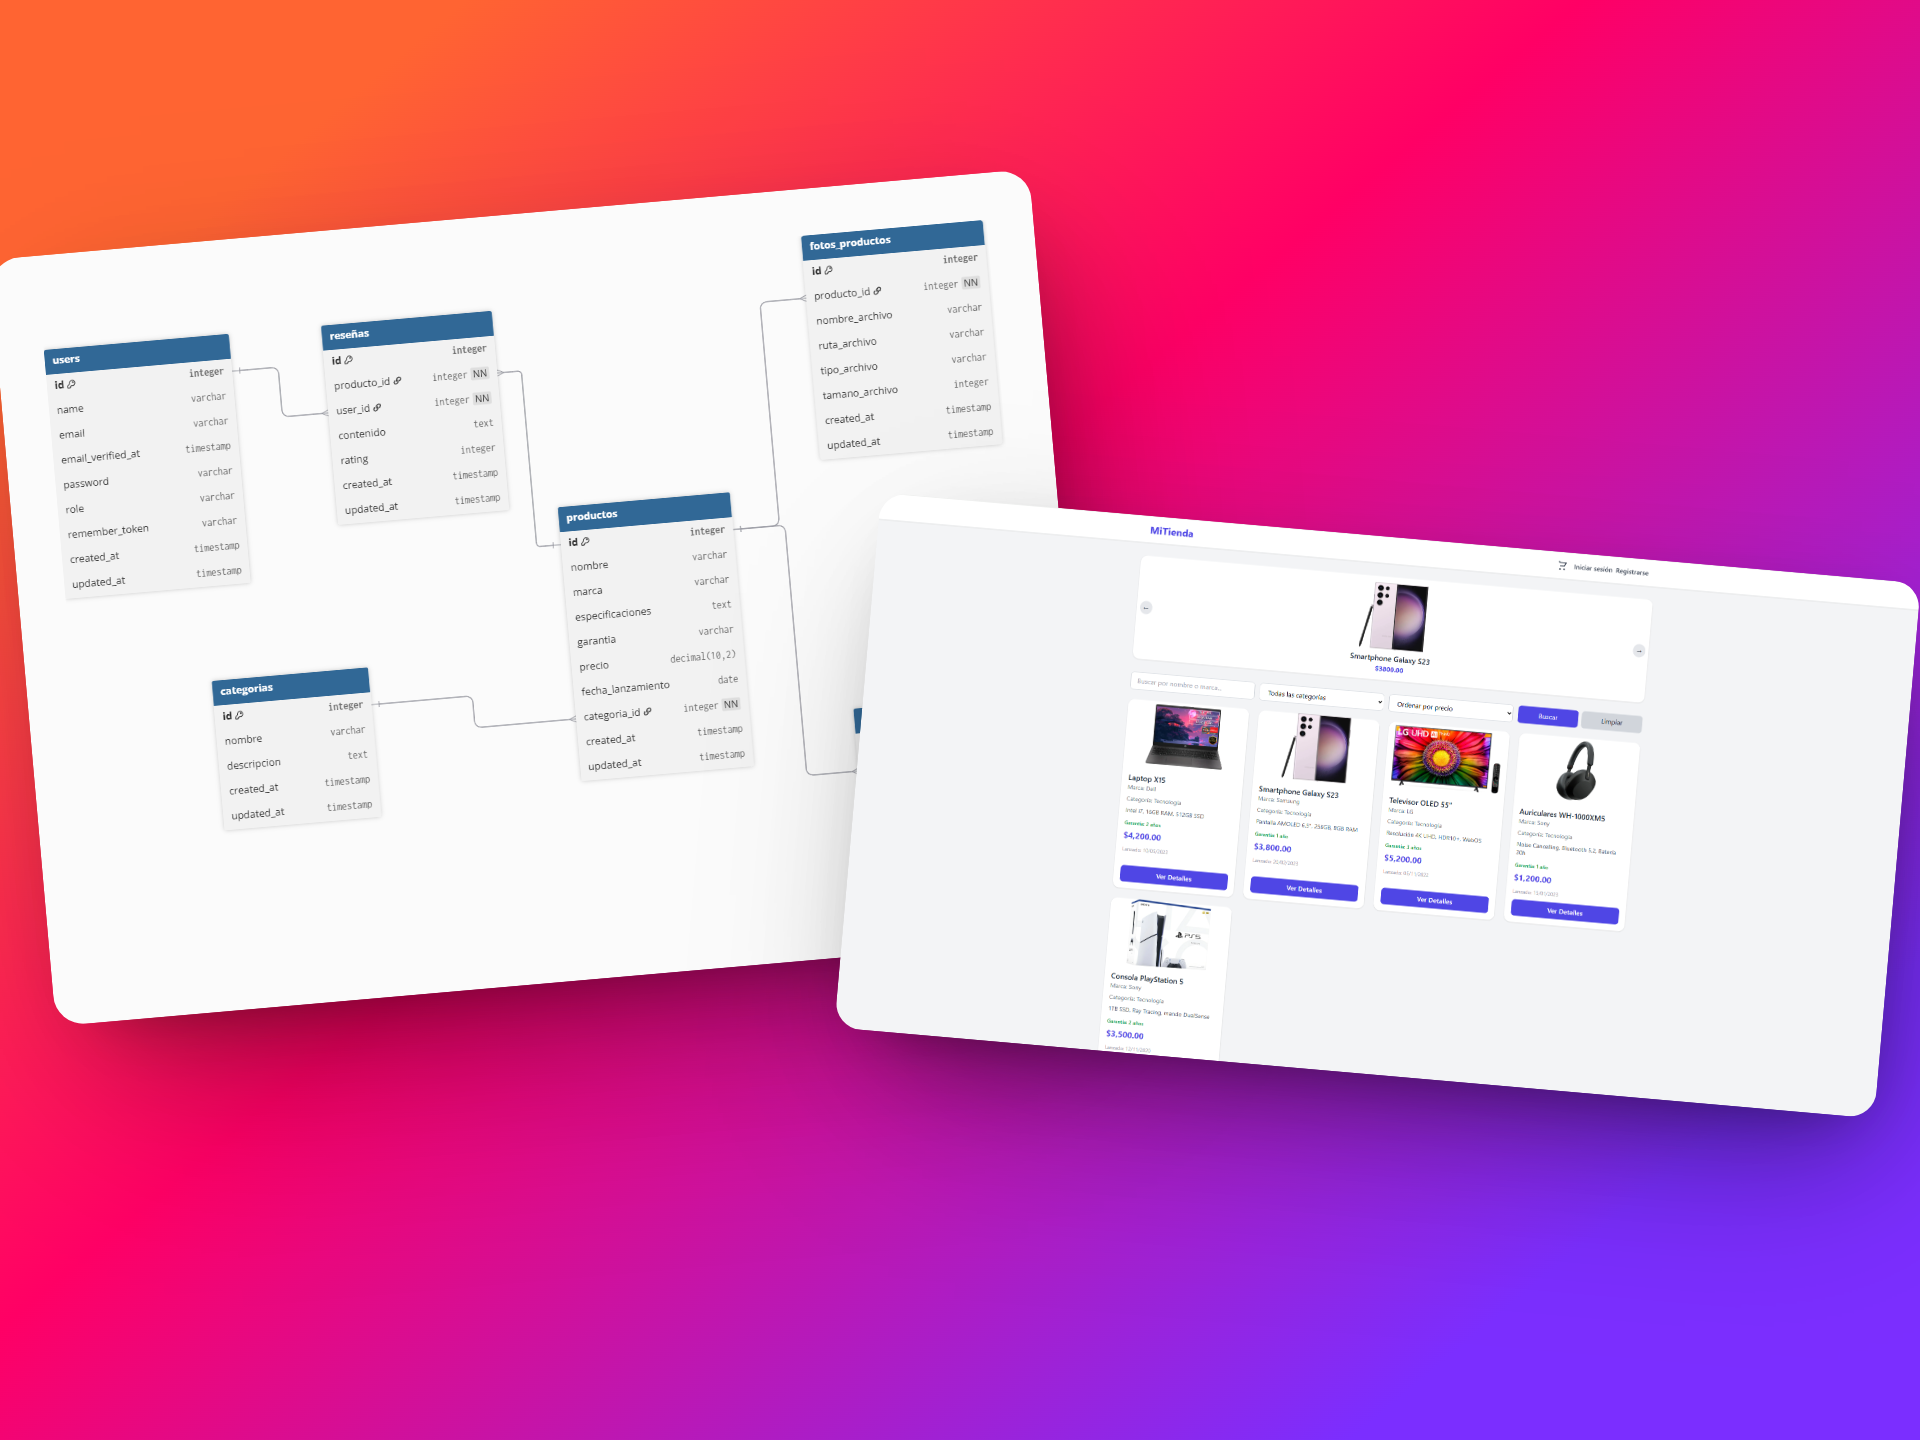 users
id integer
name varchar
email varchar
email_verified_at timestamp
password varchar
role varchar
remember_token varchar
created_at timestamp
updated_at timestamp
reseñas
id integer
producto_id integer NN
user_id integer NN
contenido text
rating integer
created_at timestamp
updated_at timestamp
fotos_productos
id integer
producto_id integer NN
nombre_archivo varchar
ruta_archivo varchar
tipo_archivo varchar
tamano_archivo integer
created_at timestamp
updated_at timestamp
productos
id integer
nombre varchar
marca varchar
especificaciones text
garantia varchar
precio decimal(10,2)
fecha_lanzamiento date
categoria_id integer NN
created_at timestamp
updated_at timestamp
categorias
id integer
nombre varchar
descripcion text
created_at timestamp
updated_at timestamp
MiTienda
Iniciar sesión Registrarse
Smartphone Galaxy S23
$3800.00
Buscar por nombre o marca...
Todas las categorías
Ordenar por precio
Buscar
Limpiar
Laptop X15
Marca: Dell
Categoría: Tecnología
Intel i7, 16GB RAM, 512GB SSD
Garantía: 2 años
$4,200.00
Ver Detalles
Smartphone Galaxy S23
Marca: Samsung
Categoría: Tecnología
Pantalla AMOLED 6.1", 256GB, 8GB RAM
Garantía: 1 año
$3,800.00
Ver Detalles
LG UHD AI
Televisor OLED 55"
Marca: LG
Categoría: Tecnología
Resolución 4K UHD, HDR10+, WebOS
Garantía: 3 años
$5,200.00
Ver Detalles
Auriculares WH-1000XM5
Marca: Sony
Categoría: Tecnología
Noise Canceling, Bluetooth 5.2, Batería
30h
Garantía: 1 año
$1,200.00
Ver Detalles
PS5
Consola PlayStation 5
Marca: Sony
Categoría: Tecnología
1TB SSD, Ray Tracing, mando DualSense
Garantía: 2 años
$3,500.00